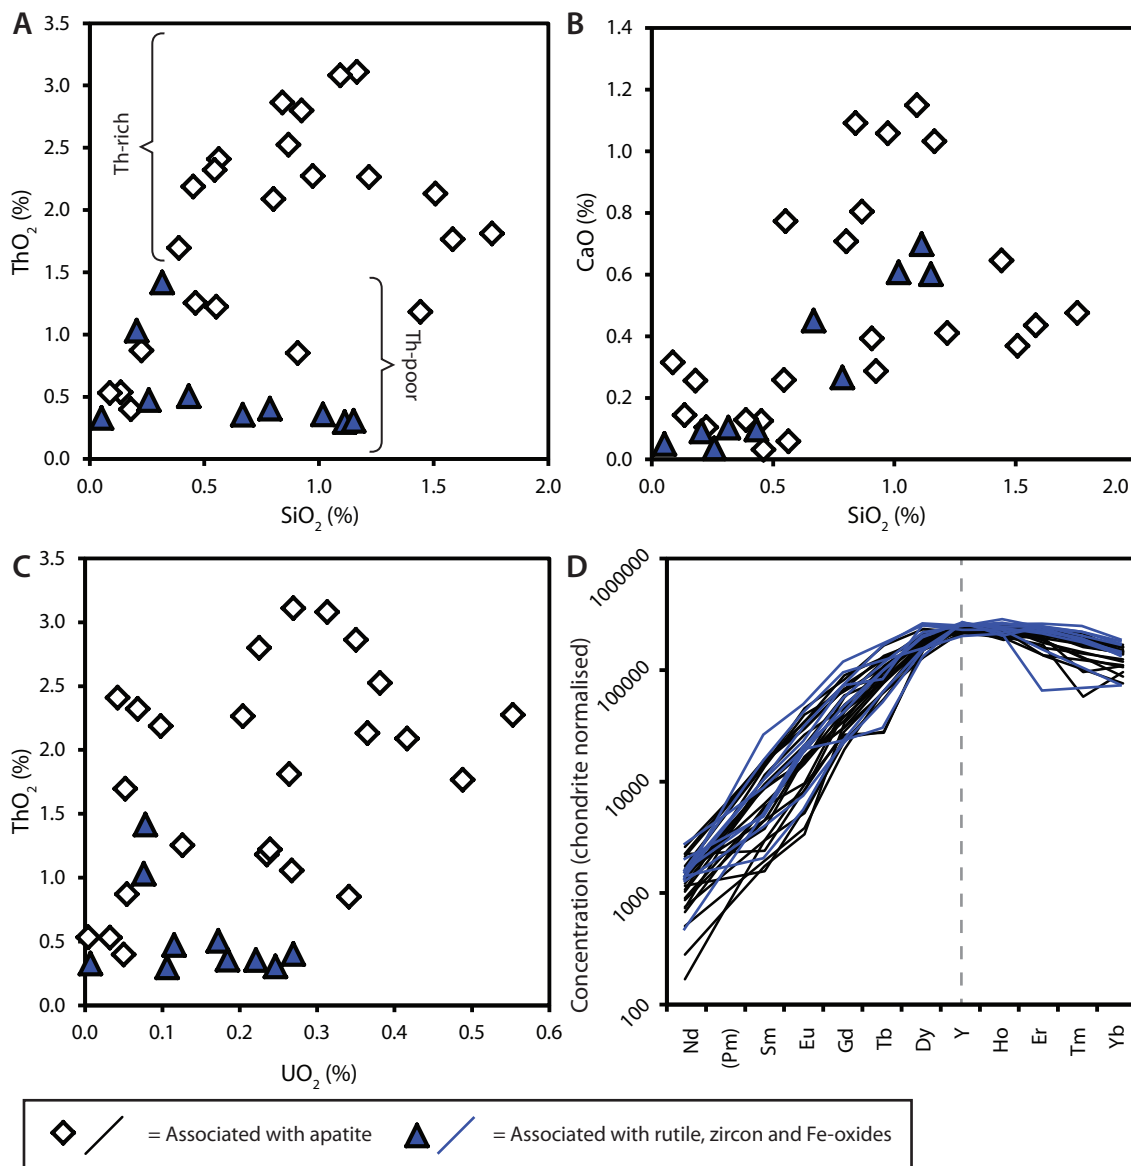 A
3.5
3.0
2.5
2.0
1.5
1.0
0.5
0.0
ThO2 (%)
Th-rich
Th-poor
0.0 0.5 1.0 1.5 2.0
SiO2 (%)
B
1.4
1.2
1.0
0.8
0.6
0.4
0.2
0.0
CaO (%)
0.0 0.5 1.0 1.5 2.0
SiO2 (%)
C
3.5
3.0
2.5
2.0
1.5
1.0
0.5
0.0
ThO2 (%)
0.0 0.1 0.2 0.3 0.4 0.5 0.6
UO2 (%)
D
1000000
1000000
10000
1000
100
Concentration (chondrite normalised)
Nd (Pm) Sm Eu Gd Tb Dy Y Ho Er Tm Yb
= Associated with apatite
= Associated with rutile, zircon and Fe-oxides